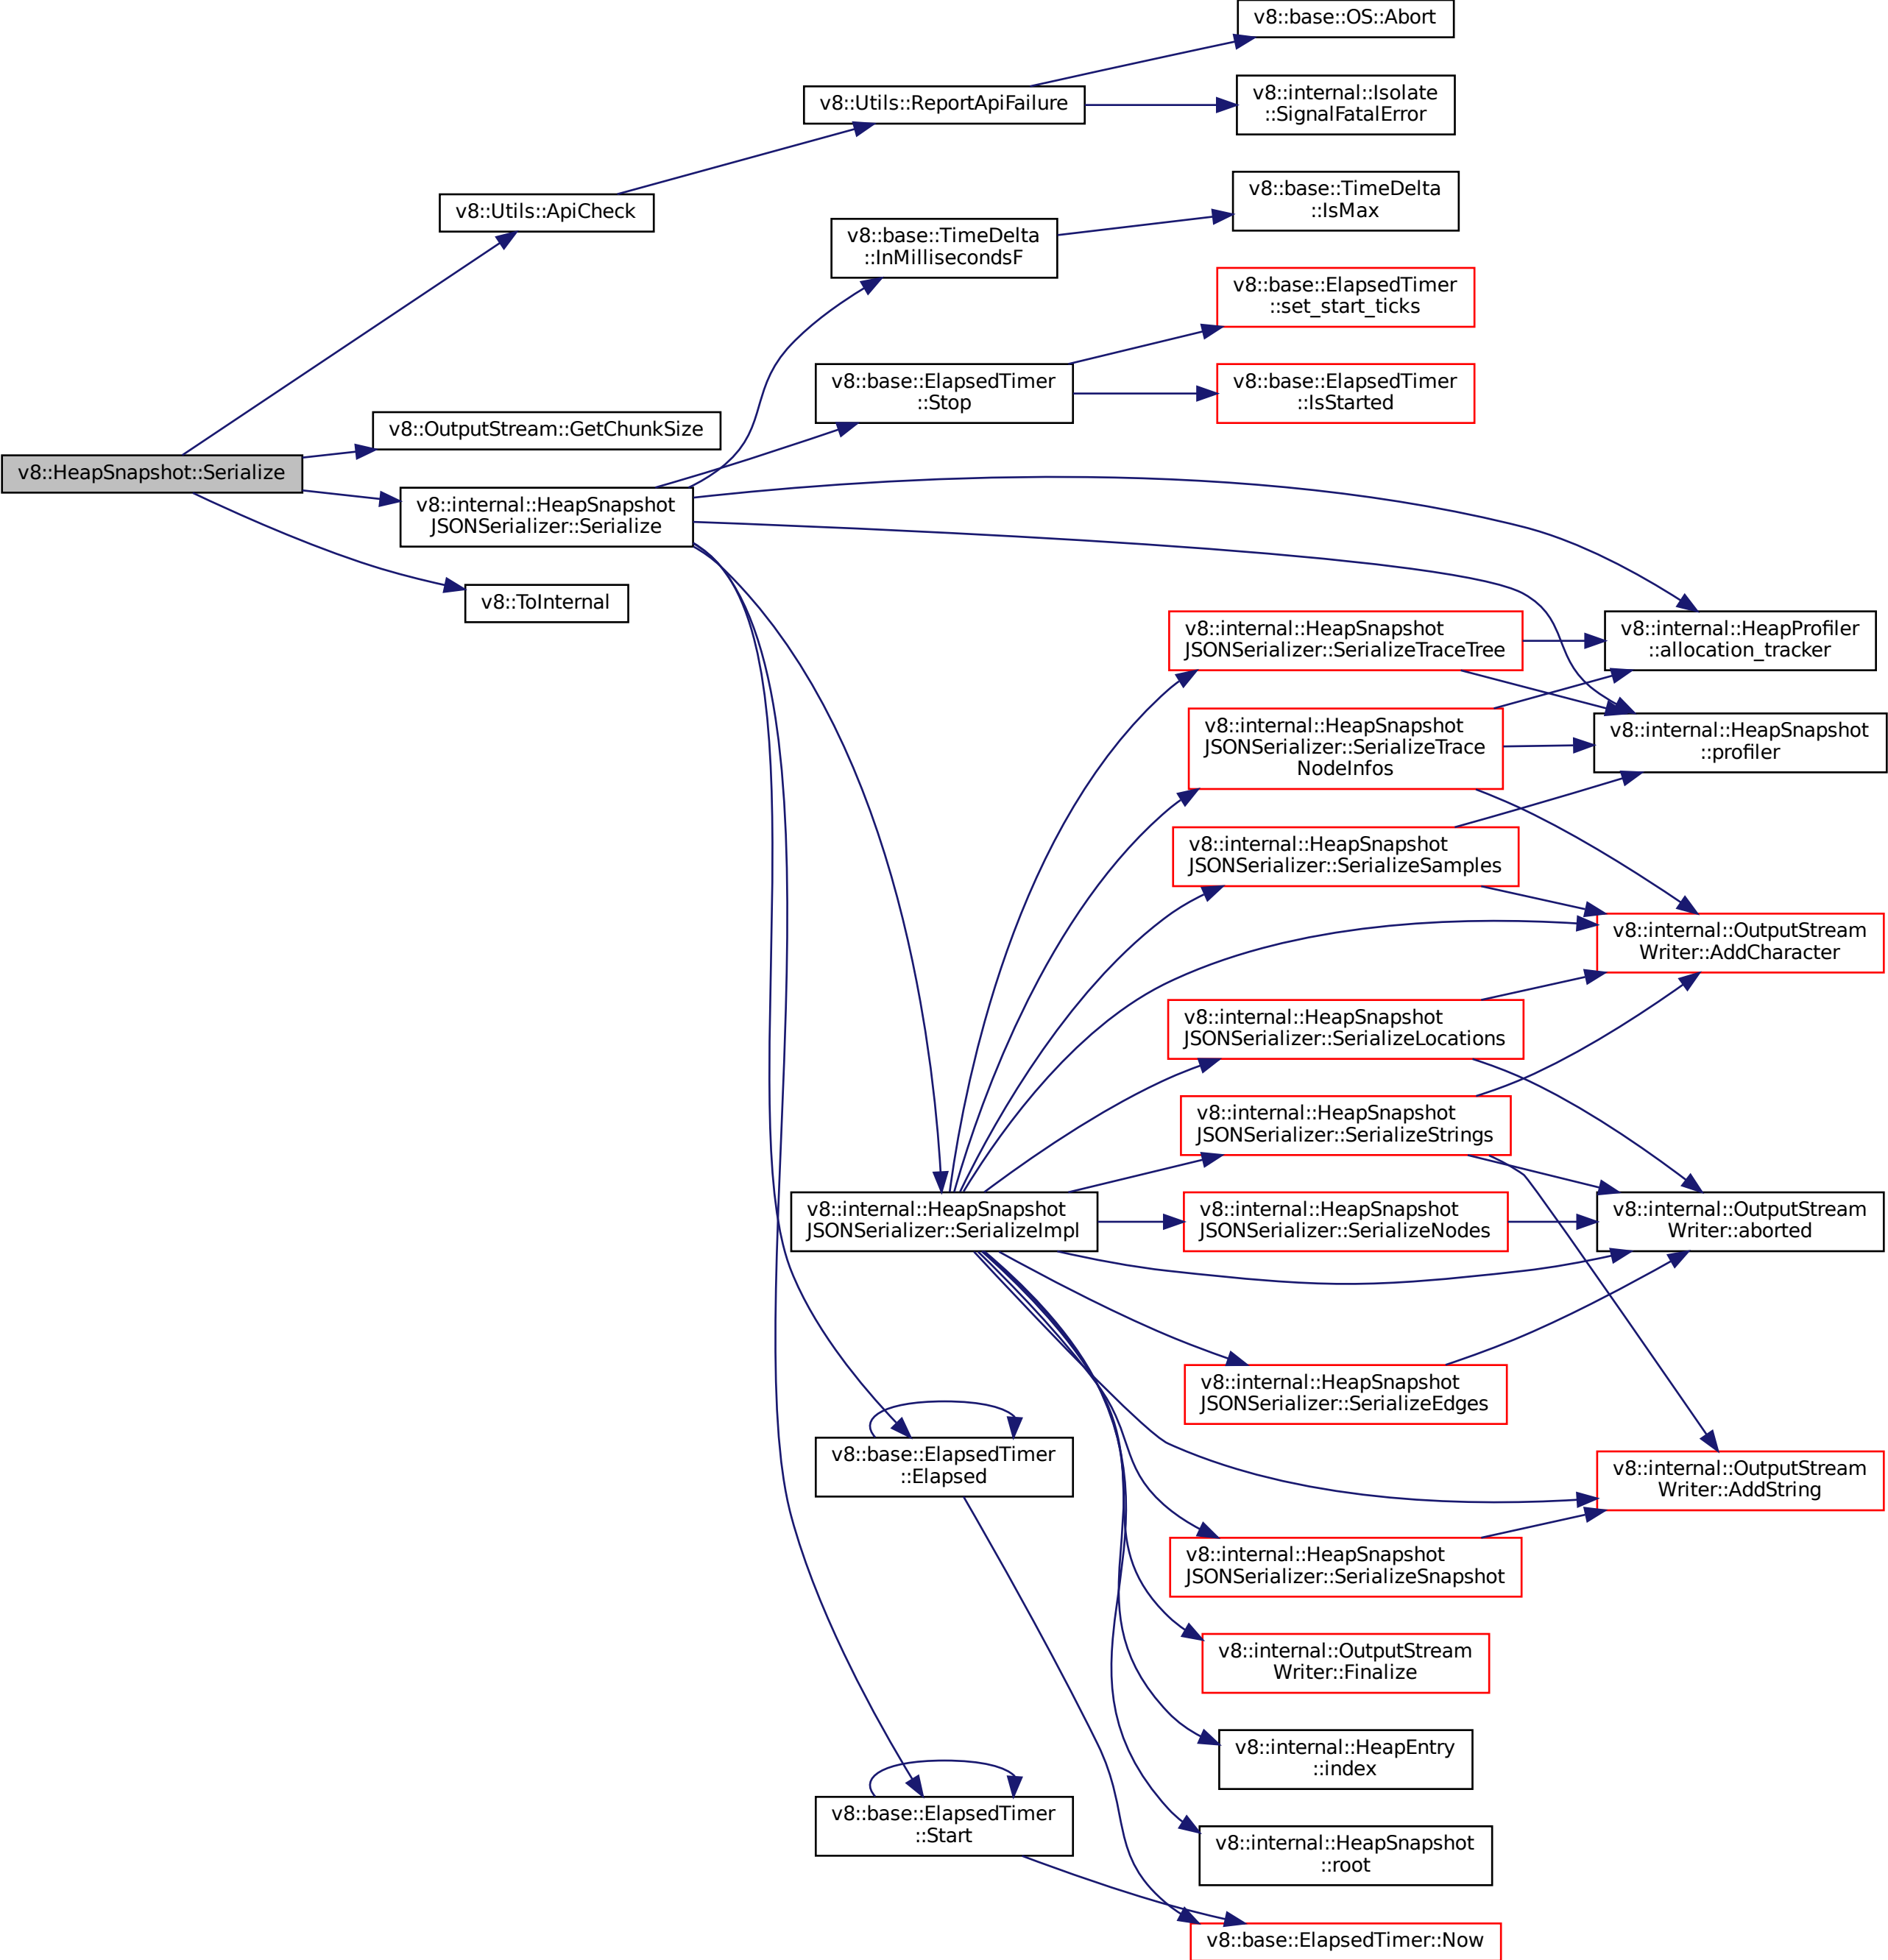 v8::HeapSnapshot::Serialize
v8::Utils::ApiCheck
v8::OutputStream::GetChunkSize
v8::internal::HeapSnapshot
JSONSerializer::Serialize
v8::ToInternal
v8::Utils::ReportApiFailure
v8::base::TimeDelta
::InMillisecondsF
v8::base::ElapsedTimer
::Stop
v8::internal::HeapSnapshot
JSONSerializer::SerializeImpl
v8::base::ElapsedTimer
::Elapsed
v8::base::ElapsedTimer
::Start
v8::base::OS::Abort
v8::internal::Isolate
::SignalFatalError
v8::base::TimeDelta
::IsMax
v8::base::ElapsedTimer
::set_start_ticks
v8::base::ElapsedTimer
::IsStarted
v8::internal::HeapSnapshot
JSONSerializer::SerializeTraceTree
v8::internal::HeapSnapshot
JSONSerializer::SerializeTrace
NodeInfos
v8::internal::HeapSnapshot
JSONSerializer::SerializeSamples
v8::internal::HeapSnapshot
JSONSerializer::SerializeLocations
v8::internal::HeapSnapshot
JSONSerializer::SerializeStrings
v8::internal::HeapSnapshot
JSONSerializer::SerializeNodes
v8::internal::HeapSnapshot
JSONSerializer::SerializeEdges
v8::internal::HeapSnapshot
JSONSerializer::SerializeSnapshot
v8::internal::OutputStream
Writer::Finalize
v8::internal::HeapEntry
::index
v8::internal::HeapSnapshot
::root
v8::base::ElapsedTimer::Now
v8::internal::HeapProfiler
::allocation_tracker
v8::internal::HeapSnapshot
::profiler
v8::internal::OutputStream
Writer::AddCharacter
v8::internal::OutputStream
Writer::aborted
v8::internal::OutputStream
Writer::AddString